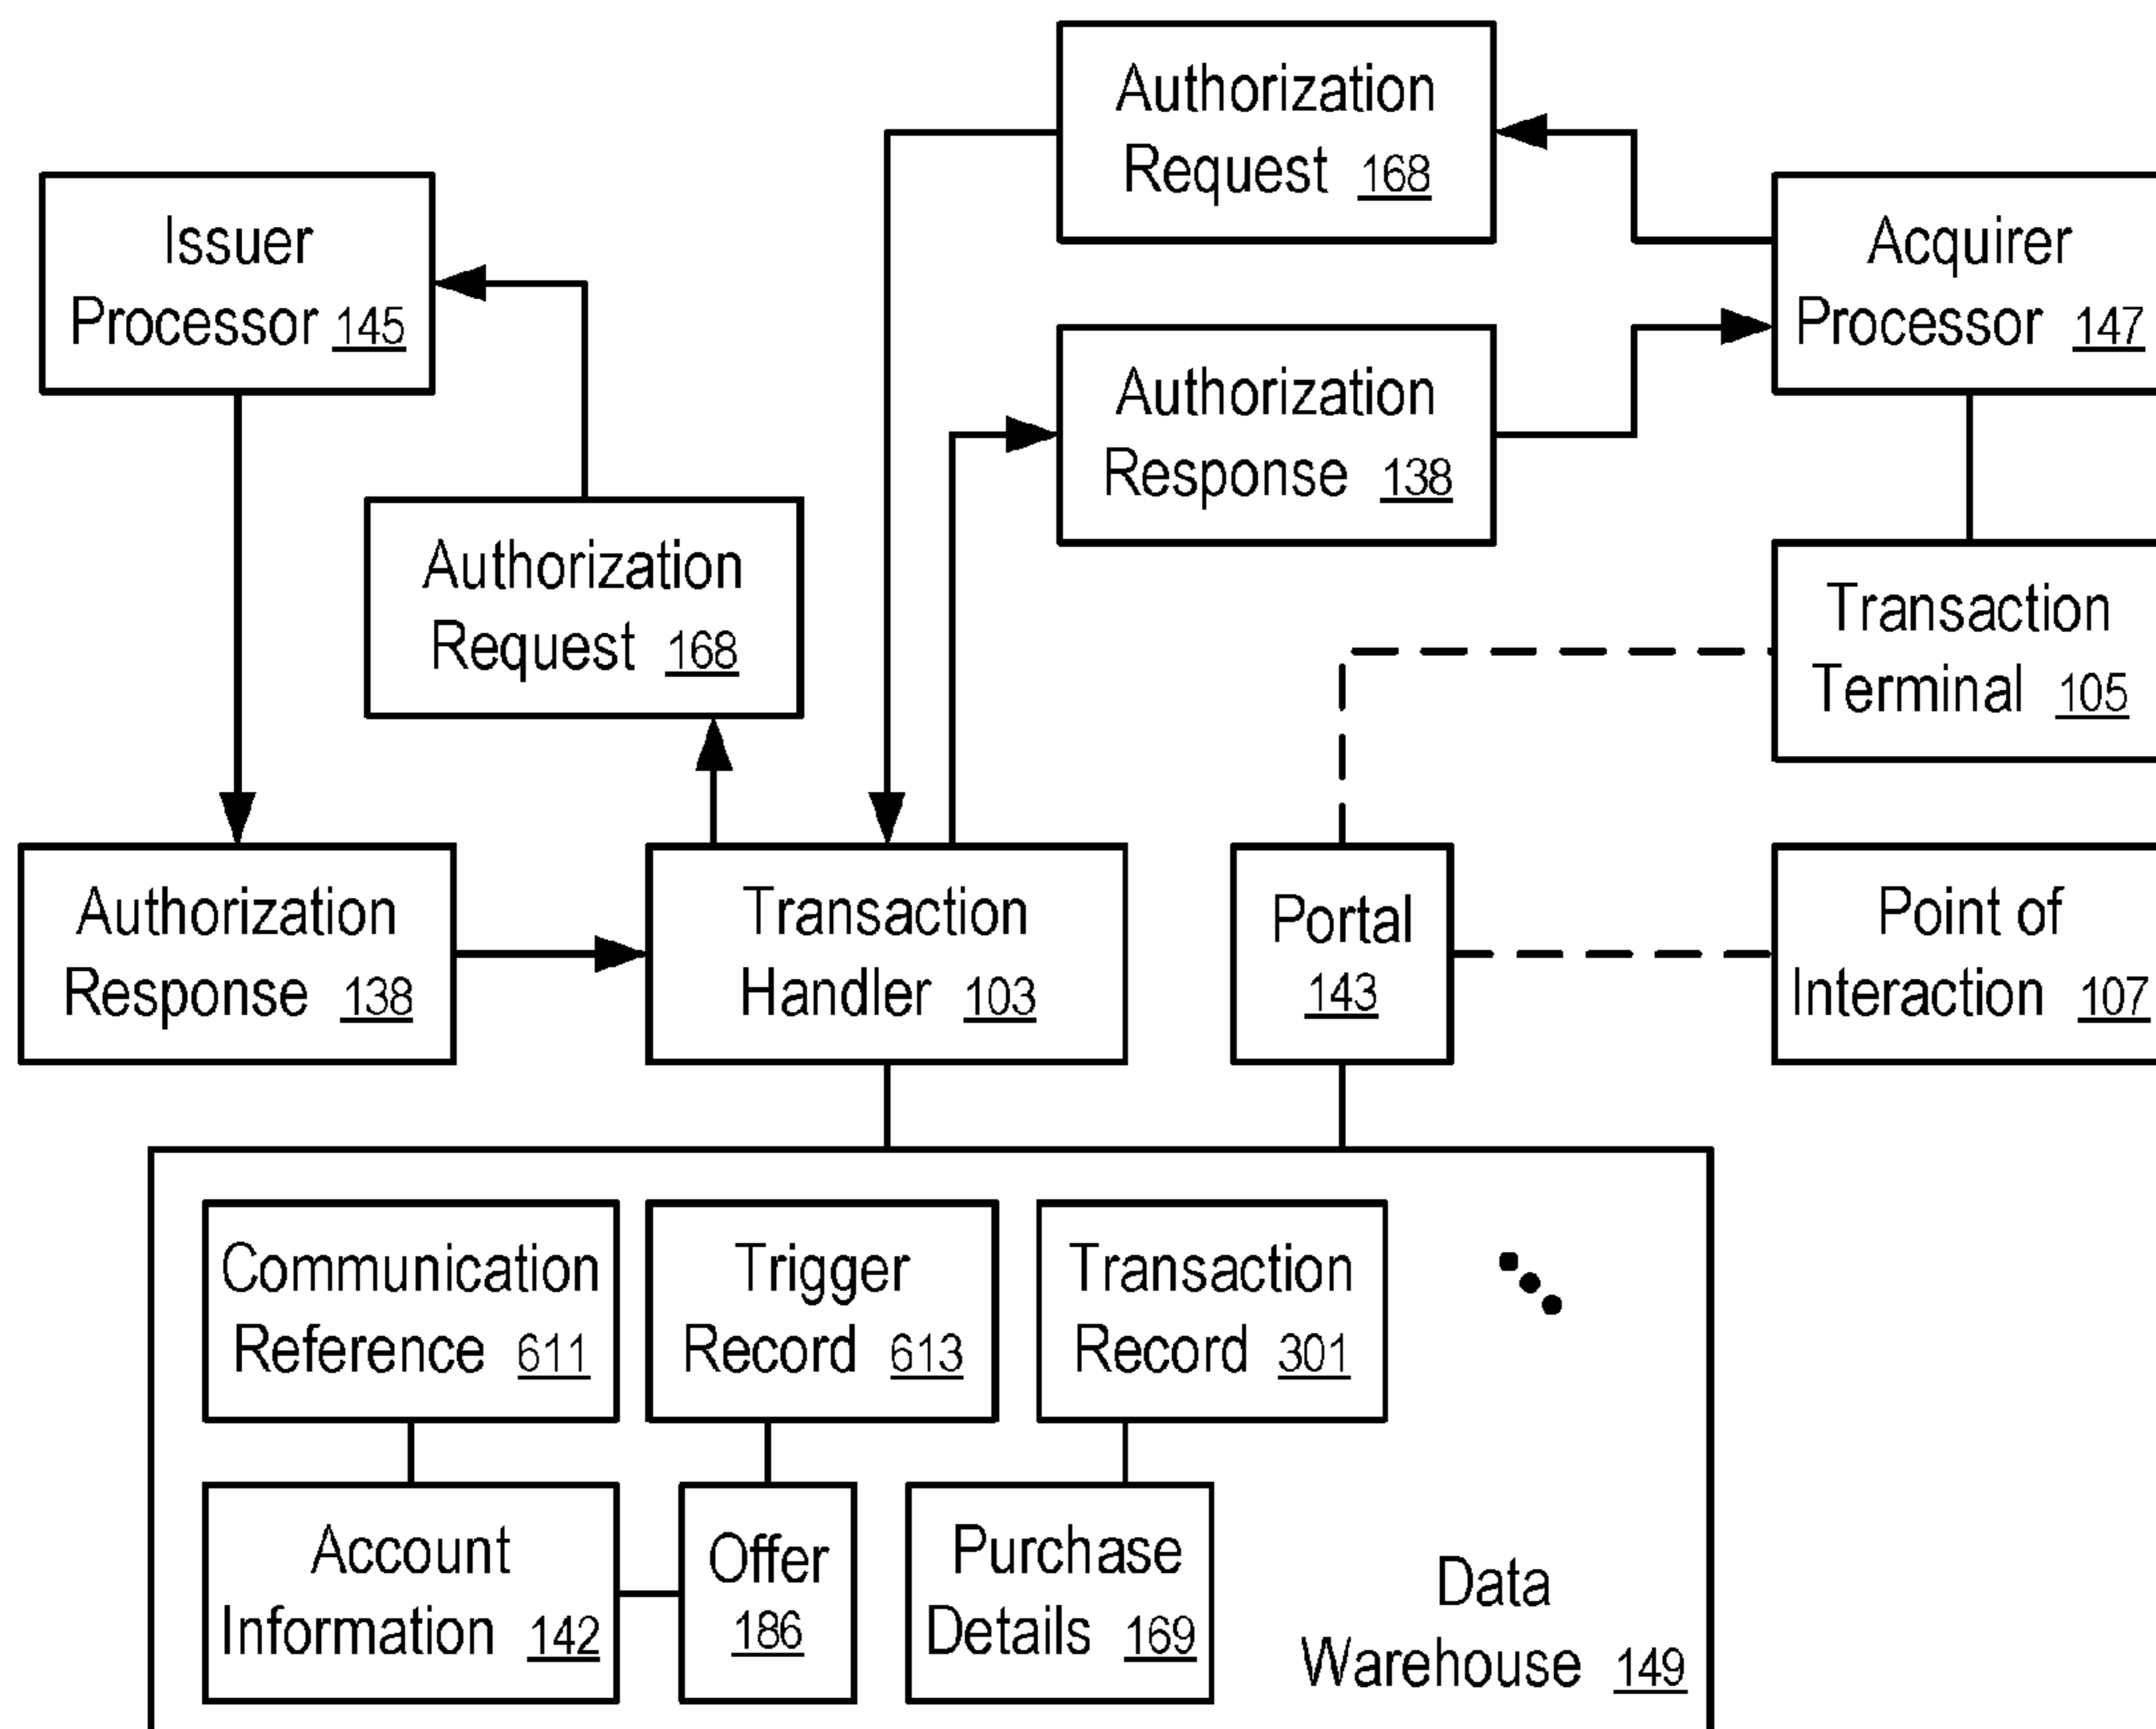 Authorization
Request 168
Issuer
Processor 145
Acquirer
Processor 147
Authorization
Response 138
Authorization
Request 168
Transaction
Terminal 105
Authorization
Response 138
Transaction
Handler 103
Portal
143
Point of
Interaction 107
Communication
Reference 611
Trigger
Record 613
Transaction
Record 301
Account
Information 142
Offer
186
Purchase
Details 169
Data
Warehouse 149